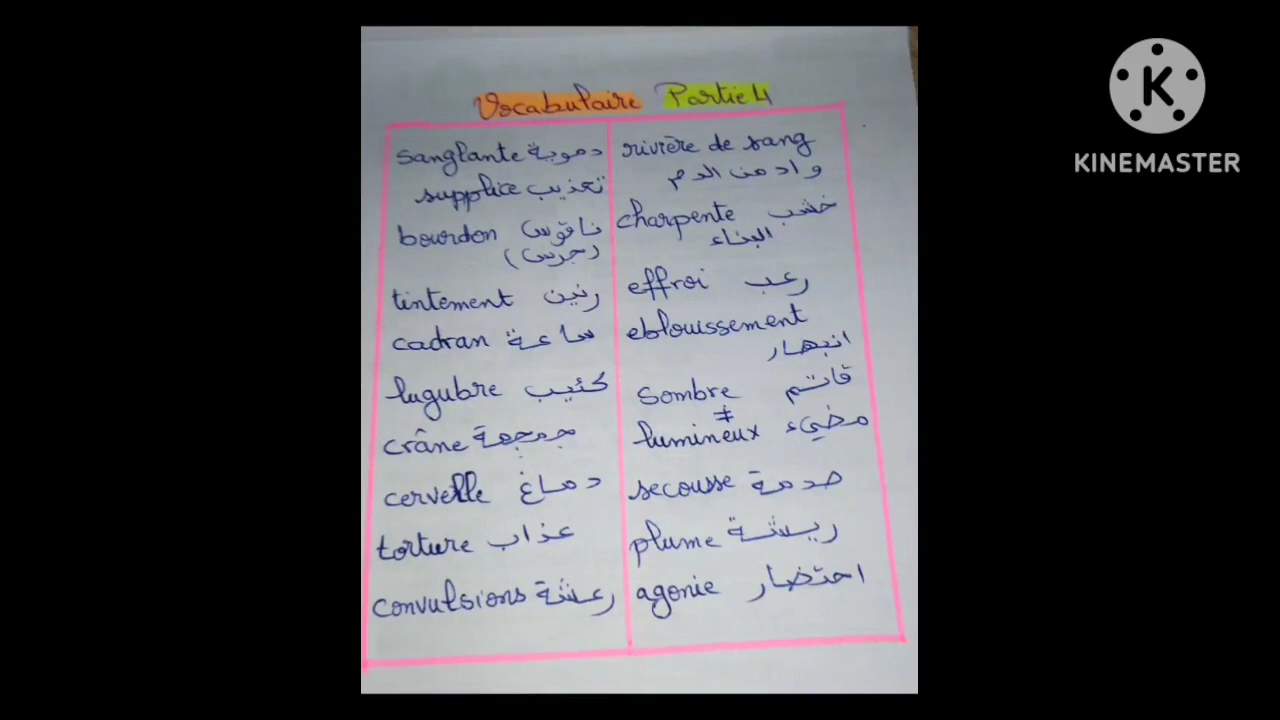 Vocabulaire Partie 4
sanglante دموية
supplice تعذيب
bourdon ناقوس
(جرس)
tintement رنين
cadran ساعة
lugubre كئيب
crâne جمجمة
cervelle دماغ
torture عذاب
convulsions رعشة
rivière de sang
واد من الدم
charpente خشب
البناء
effroi رعب
eblouissement
انبهار
sombre قاتم
≠
lumineux مضيء
secousse صدمة
plume ريشة
agonie احتضار
K
KINEMASTER